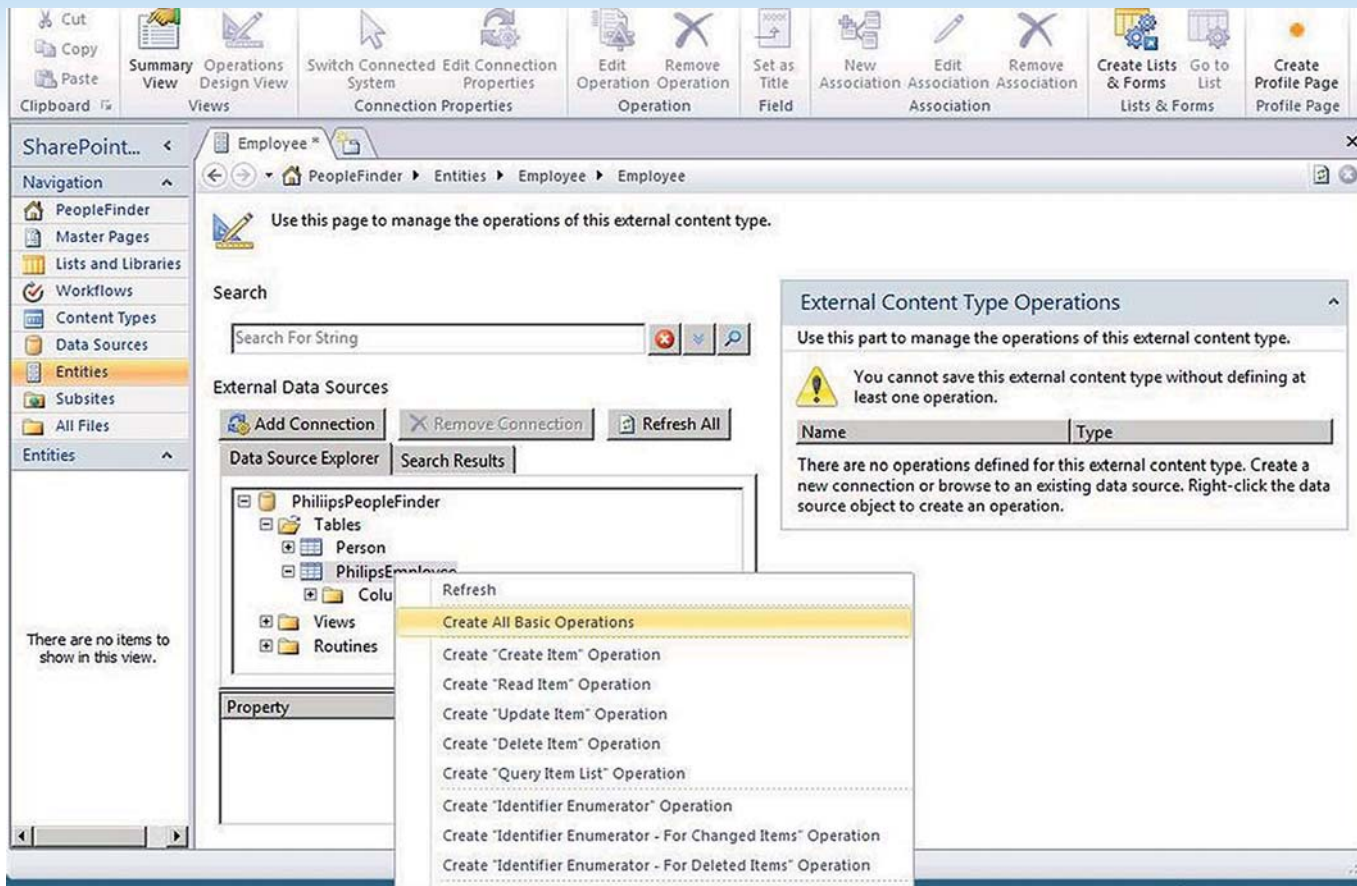 Cut
Copy
Paste
Clipboard
Summary View
Operations Design View
Views
Switch Connected System
Edit Connection Properties
Connection Properties
Edit Operation
Remove Operation
Operation
Set as Title
Field
New Association
Edit Association
Remove Association
Association
Create Lists & Forms
Go to List
Lists & Forms
Create Profile Page
Profile Page
SharePoint...
Navigation
PeopleFinder
Master Pages
Lists and Libraries
Workflows
Content Types
Data Sources
Entities
Subsites
All Files
Entities
There are no items to
show in this view.
Employee *
PeopleFinder Entities Employee Employee
Use this page to manage the operations of this external content type.
Search
Search For String
External Data Sources
Add Connection
Remove Connection
Refresh All
Data Source Explorer
Search Results
PhiliipsPeopleFinder
Tables
Person
PhilipsEmployee
Colu
Views
Routines
Property
Refresh
Create All Basic Operations
Create "Create Item" Operation
Create "Read Item" Operation
Create "Update Item" Operation
Create "Delete Item" Operation
Create "Query Item List" Operation
Create "Identifier Enumerator" Operation
Create "Identifier Enumerator - For Changed Items" Operation
Create "Identifier Enumerator - For Deleted Items" Operation
External Content Type Operations
Use this part to manage the operations of this external content type.
You cannot save this external content type without defining at
least one operation.
Name Type
There are no operations defined for this external content type. Create a
new connection or browse to an existing data source. Right-click the data
source object to create an operation.